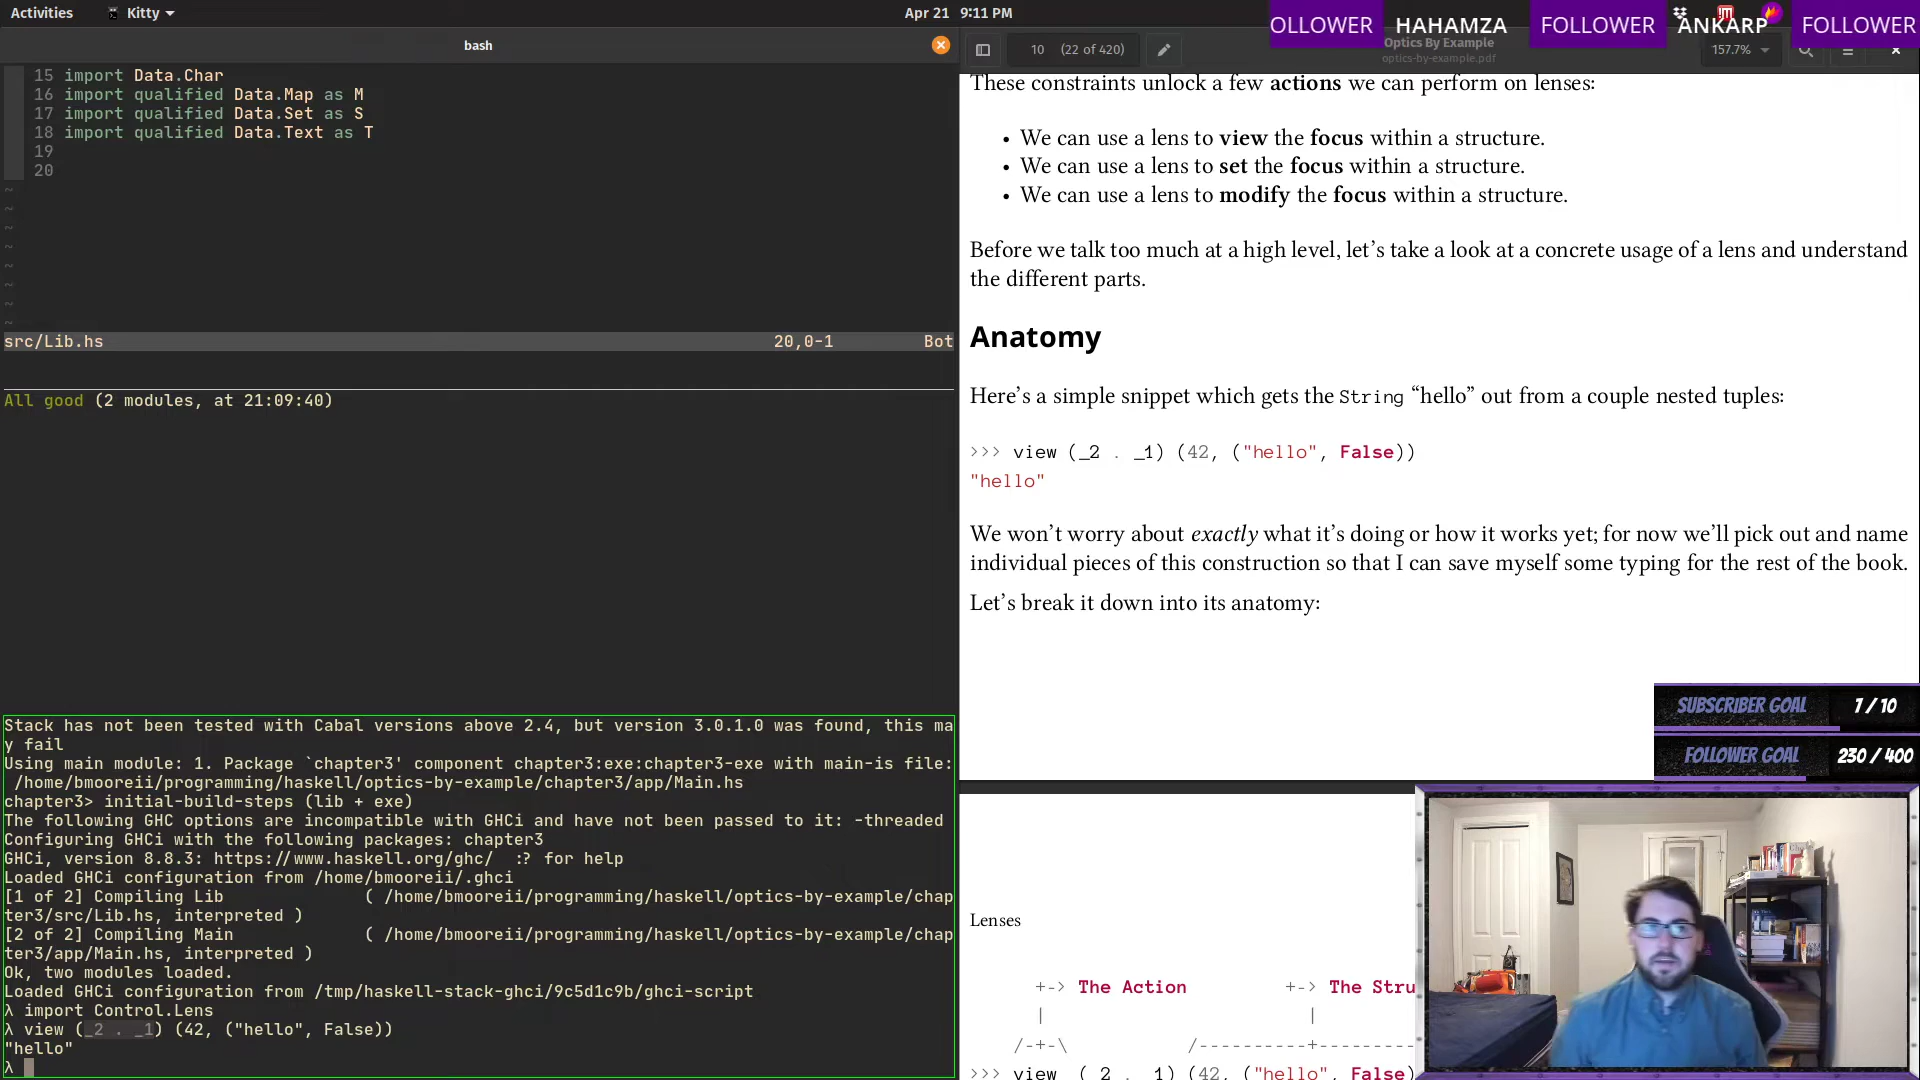 Activities
Kitty
Apr 21 9:11 PM
OLLOWER HAHAMZA FOLLOWER ANKARP FOLLOWER
bash
10 (22 of 420)
Optics By Example
optics-by-example.pdf
157.7%
15 import Data.Char
16 import qualified Data.Map as M
17 import qualified Data.Set as S
18 import qualified Data.Text as T
19
20
~
~
~
~
~
~
~
~
src/Lib.hs 20,0-1 Bot
All good (2 modules, at 21:09:40)
Stack has not been tested with Cabal versions above 2.4, but version 3.0.1.0 was found, this ma
y fail
Using main module: 1. Package `chapter3' component chapter3:exe:chapter3-exe with main-is file:
/home/bmooreii/programming/haskell/optics-by-example/chapter3/app/Main.hs
chapter3> initial-build-steps (lib + exe)
The following GHC options are incompatible with GHCi and have not been passed to it: -threaded
Configuring GHCi with the following packages: chapter3
GHCi, version 8.8.3: https://www.haskell.org/ghc/  :? for help
Loaded GHCi configuration from /home/bmooreii/.ghci
[1 of 2] Compiling Lib ( /home/bmooreii/programming/haskell/optics-by-example/chap
ter3/src/Lib.hs, interpreted )
[2 of 2] Compiling Main ( /home/bmooreii/programming/haskell/optics-by-example/chap
ter3/app/Main.hs, interpreted )
Ok, two modules loaded.
Loaded GHCi configuration from /tmp/haskell-stack-ghci/9c5d1c9b/ghci-script
λ import Control.Lens
λ view (_2 . _1) (42, ("hello", False))
"hello"
λ
These constraints unlock a few actions we can perform on lenses:
• We can use a lens to view the focus within a structure.
• We can use a lens to set the focus within a structure.
• We can use a lens to modify the focus within a structure.
Before we talk too much at a high level, let's take a look at a concrete usage of a lens and understand
the different parts.
Anatomy
Here's a simple snippet which gets the String “hello” out from a couple nested tuples:
>>> view (_2 . _1) (42, ("hello", False))
"hello"
We won't worry about exactly what it's doing or how it works yet; for now we'll pick out and name
individual pieces of this construction so that I can save myself some typing for the rest of the book.
Let's break it down into its anatomy:
SUBSCRIBER GOAL 7 / 10
FOLLOWER GOAL 230 / 400
Lenses
+-> The Action +-> The Stru
| |
/-+-\ /----------+---------
>>> view (_2 . _1) (42, ("hello", False)